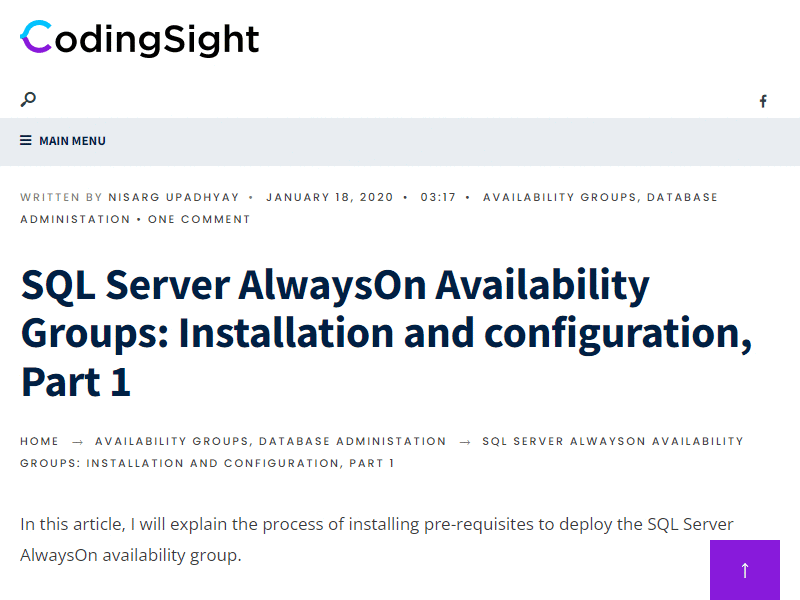 CodingSight
MAIN MENU
WRITTEN BY NISARG UPADHYAY • JANUARY 18, 2020 • 03:17 • AVAILABILITY GROUPS, DATABASE
ADMINISTATION • ONE COMMENT
SQL Server AlwaysOn Availability
Groups: Installation and configuration,
Part 1
HOME → AVAILABILITY GROUPS, DATABASE ADMINISTATION → SQL SERVER ALWAYSON AVAILABILITY
GROUPS: INSTALLATION AND CONFIGURATION, PART 1
In this article, I will explain the process of installing pre-requisites to deploy the SQL Server
AlwaysOn availability group.